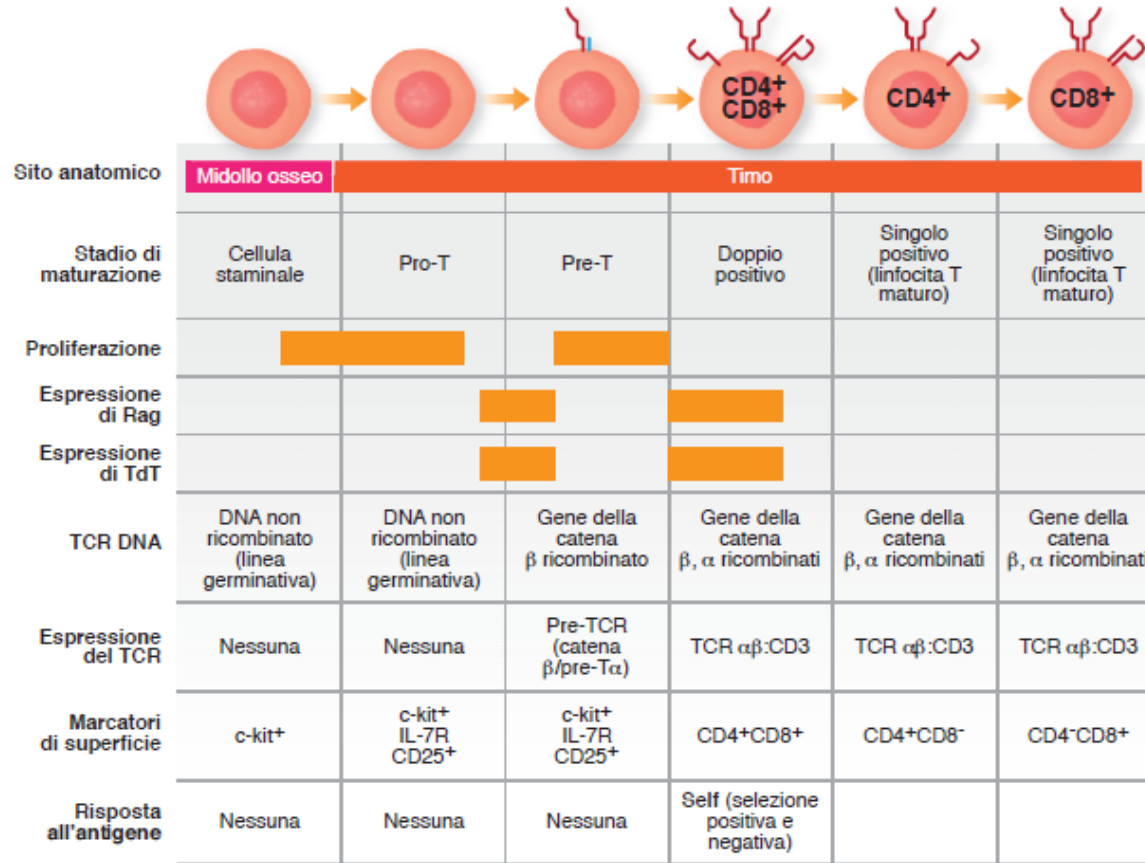 CD4+
CD8+
CD4+
CD8+
Sito anatomico
Midollo osseo
Timo
Stadio di
maturazione
Cellula
staminale
Pro-T
Pre-T
Doppio
positivo
Singolo
positivo
(linfocita T
maturo)
Singolo
positivo
(linfocita T
maturo)
Proliferazione
Espressione
di Rag
Espressione
di TdT
TCR DNA
DNA non
ricombinato
(linea
germinativa)
DNA non
ricombinato
(linea
germinativa)
Gene della
catena
β ricombinato
Gene della
catena
β, α ricombinati
Gene della
catena
β, α ricombinati
Gene della
catena
β, α ricombinati
Espressione
del TCR
Nessuna
Nessuna
Pre-TCR
(catena
β/pre-Tα)
TCR αβ:CD3
TCR αβ:CD3
TCR αβ:CD3
Marcatori
di superficie
c-kit+
c-kit+
IL-7R
CD25+
c-kit+
IL-7R
CD25+
CD4+CD8+
CD4+CD8-
CD4-CD8+
Risposta
all'antigene
Nessuna
Nessuna
Nessuna
Self (selezione
positiva e
negativa)